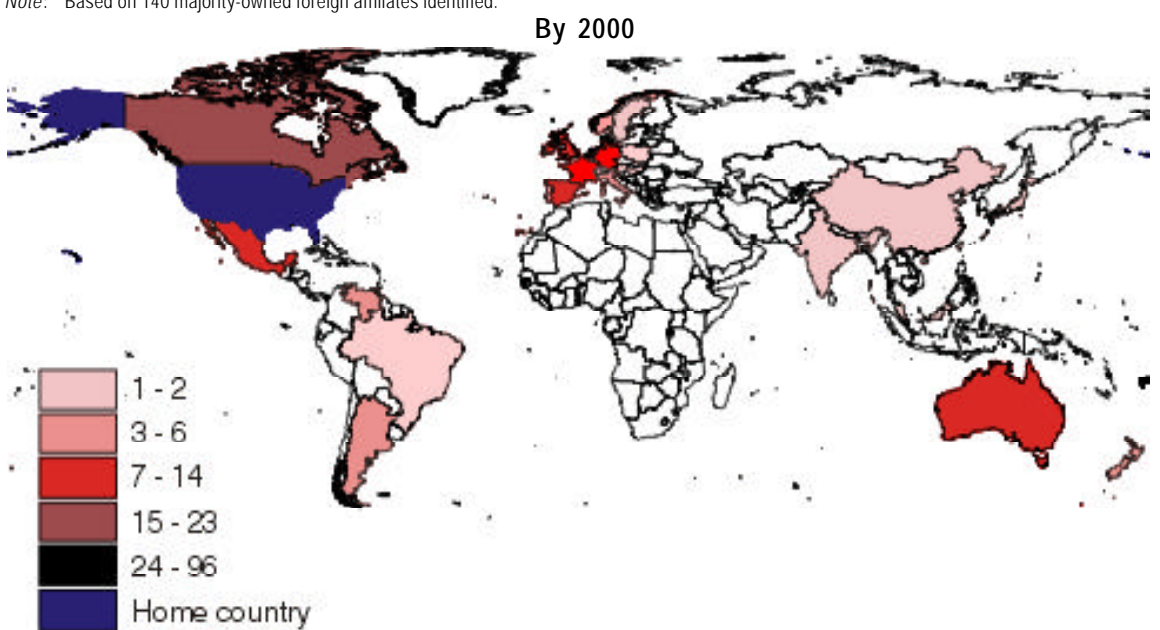 Note: Based on 140 majority-owned foreign affiliates identified.
By 2000
1 - 2
3 - 6
7 - 14
15 - 23
24 - 96
Home country